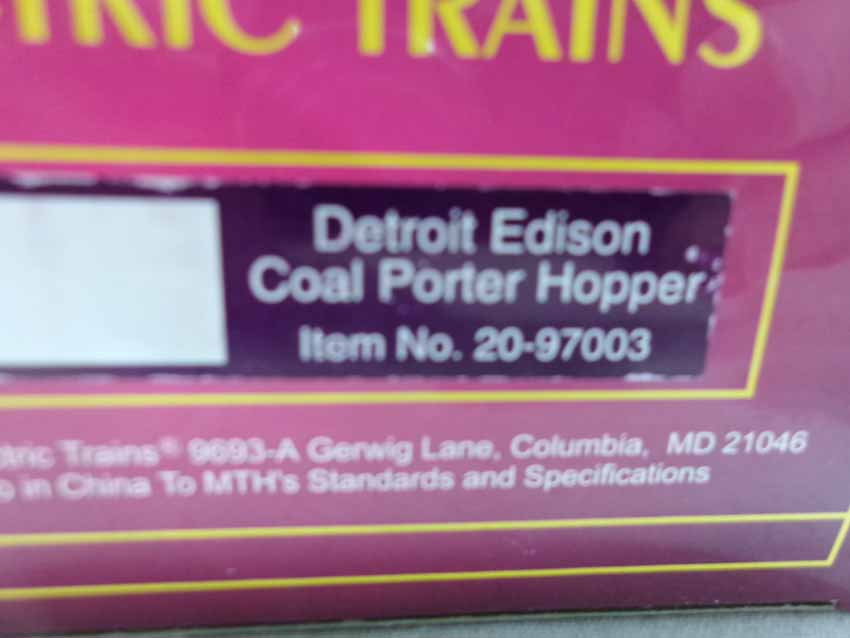 TRIC TRAINS
Detroit Edison
Coal Porter Hopper
Item No. 20-97003
ctric Trains® 9693-A Gerwig Lane, Columbia, MD 21046
in China To MTH's Standards and Specifications